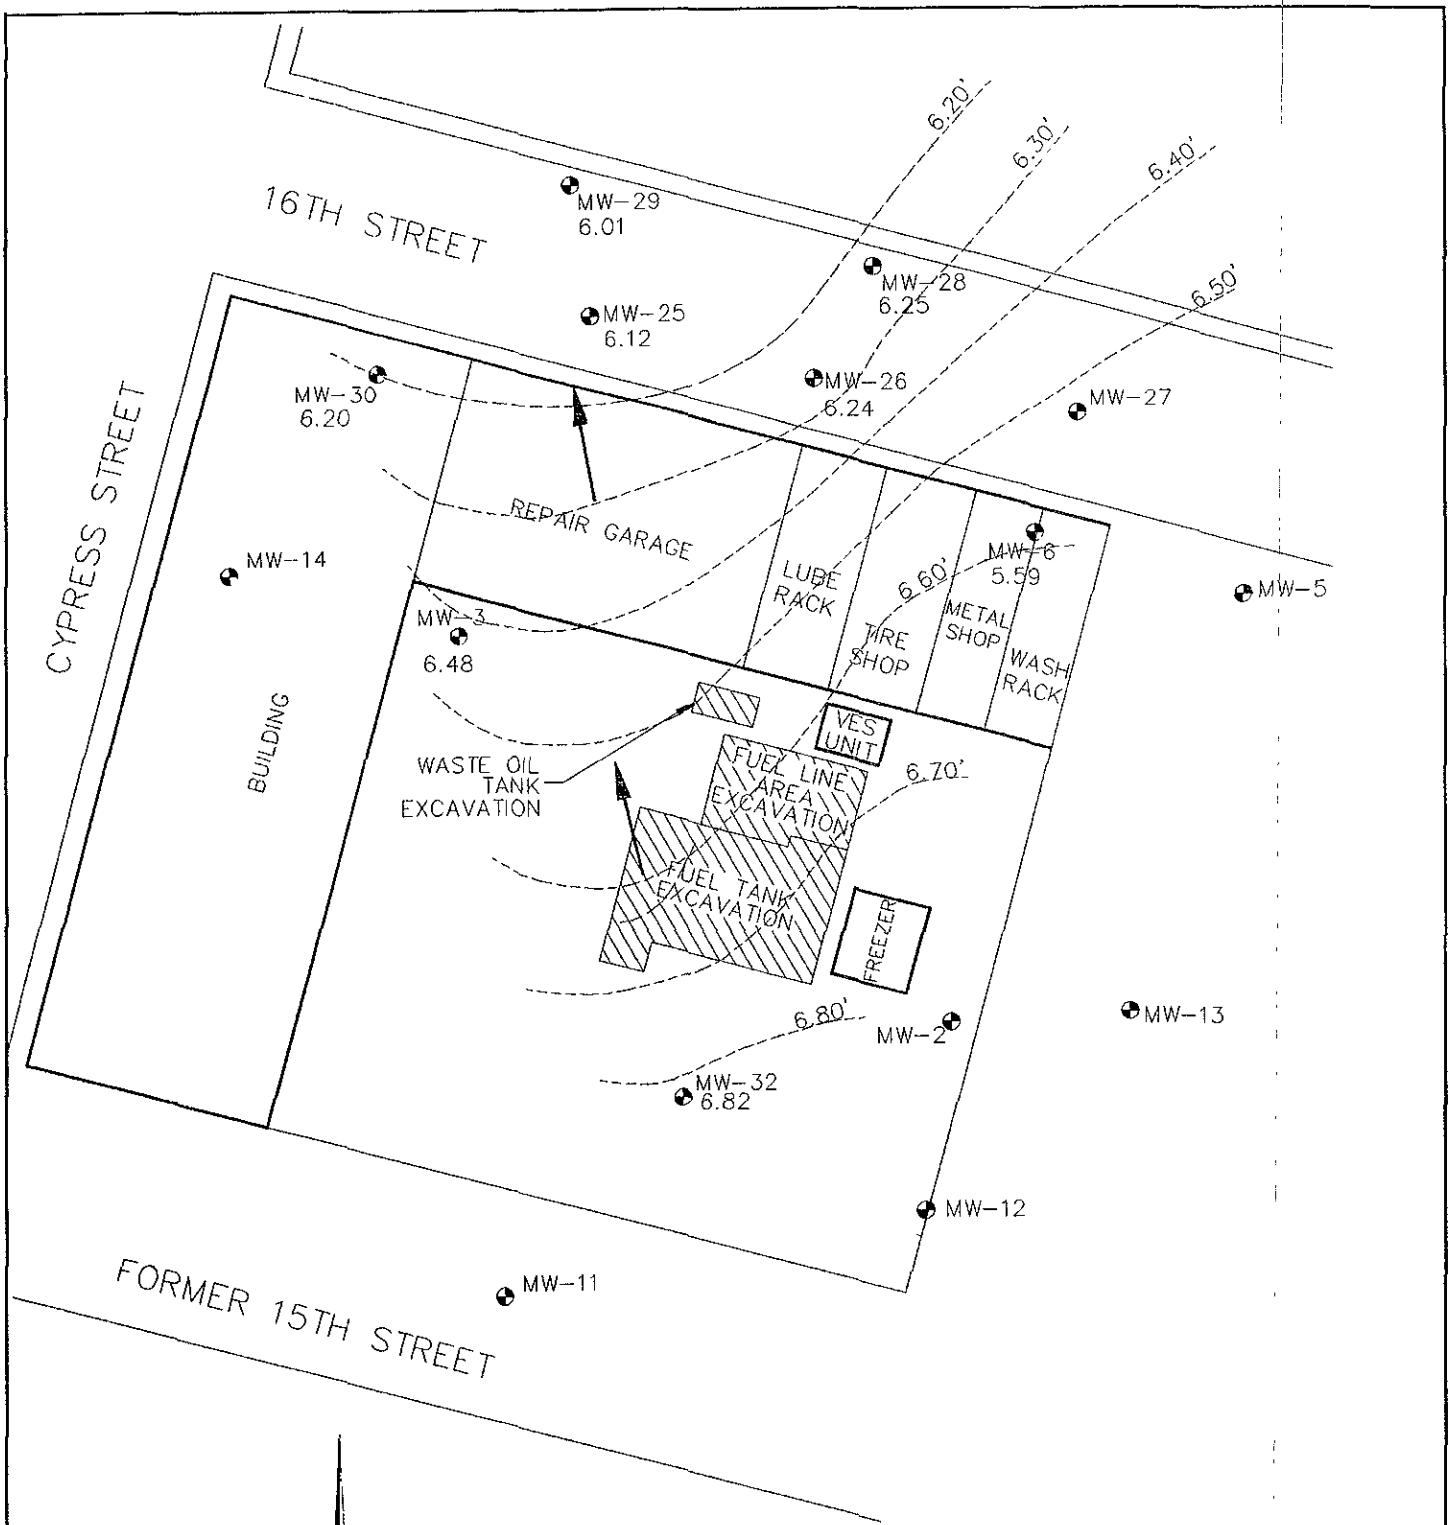 6.20'
6.30'
6.40'
16TH STREET
MW-29
6.01
MW-28
6.25
6.50'
MW-25
6.12
MW-26
6.24
MW-27
MW-30
6.20
CYPRESS STREET
REPAIR GARAGE
MW-14
LUBE
RACK
6.60'
MW-6
5.59
MW-5
MW-3
6.48
TIRE
SHOP
METAL
SHOP
WASH
RACK
BUILDING
WASTE OIL
TANK
EXCAVATION
VES
UNIT
FUEL LINE
AREA
EXCAVATION
6.70'
FUEL TANK
EXCAVATION
FREEZER
6.80'
MW-2
MW-13
MW-32
6.82
MW-12
MW-11
FORMER 15TH STREET